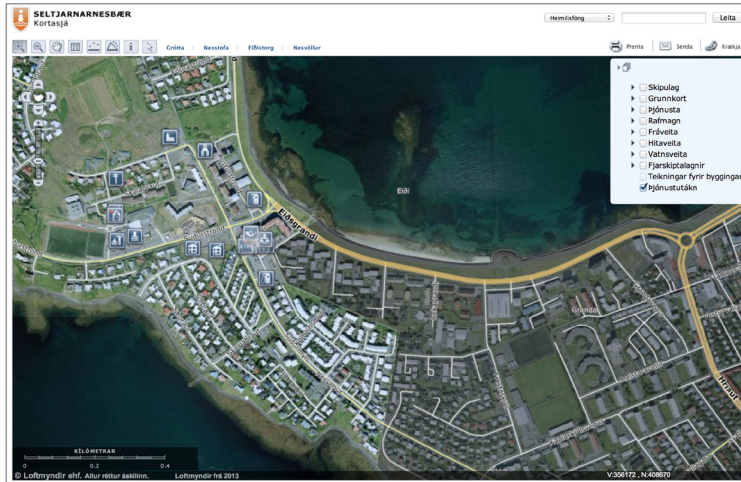 SELTJARNARNESBÆR
Kortasjá
Heimilisföng
Leita
Grótta
Nesstofa
Eiðistorg
Nesvöllur
Prenta
Senda
Krækja
Skipulag
Grunnkort
Þjónusta
Rafmagn
Fráveita
Hitaveita
Vatnsveita
Fjarskiptalagnir
Teikningar fyrir byggingar
Þjónustutákn
Eiði
Eiðsgrandi
Suðurströnd
Grandar
KÍLÓMETRAR
0 0.2 0.4
© Loftmyndir ehf. Allur réttur áskilinn.
Loftmyndir frá 2013
V:356172 , N:408670